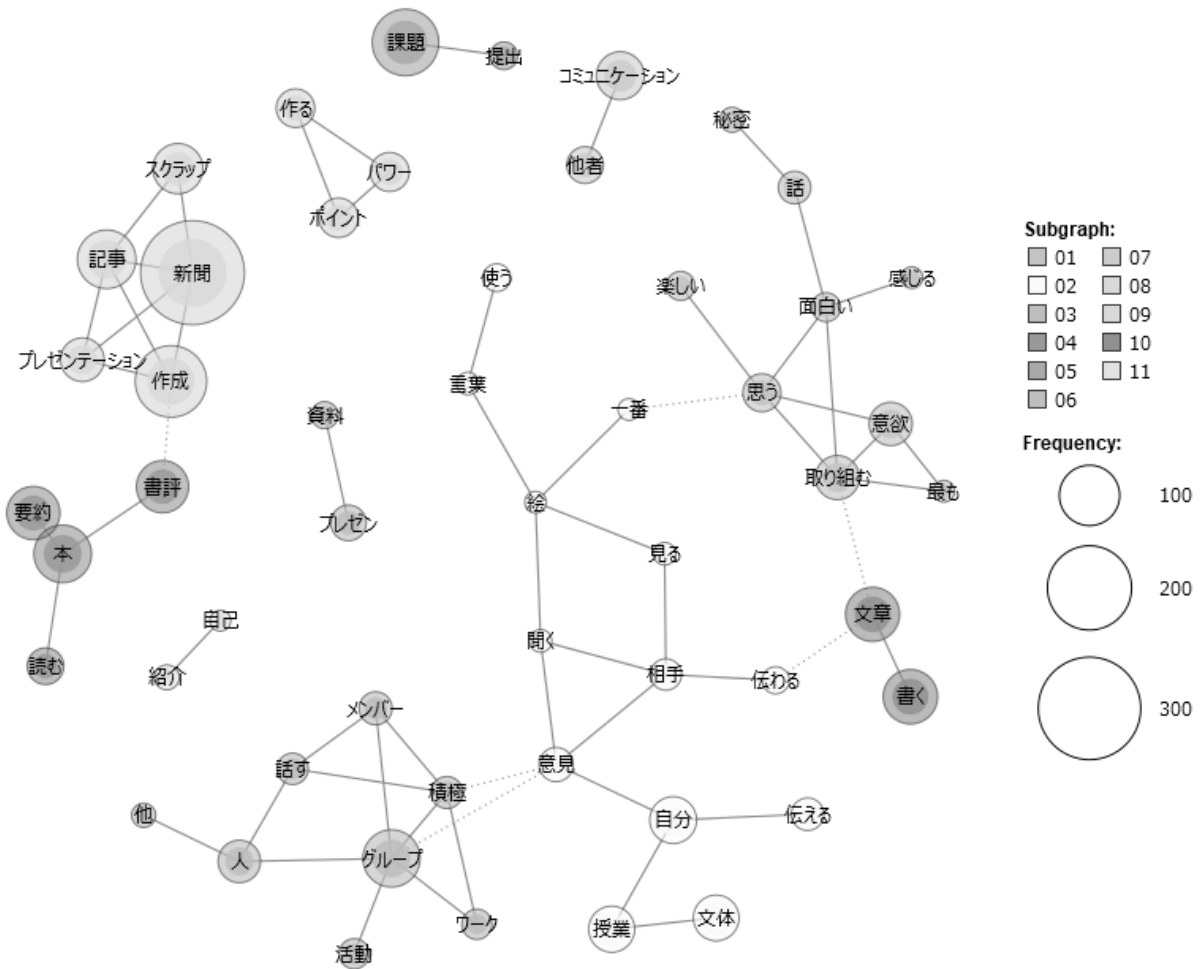 課題
提出
コミュニケーション
作る
秘密
スクラップ
パワー
他者
話
ポイント
記事
新聞
使う
楽しい
感じる
面白い
プレゼンテーション
作成
言葉
思う
一番
資料
意欲
書評
取り組む
最も
要約
絵
プレゼン
本
見る
文章
自己
聞く
読む
紹介
相手
伝わる
書く
メンバー
意見
話す
積極
他
自分
伝える
人
グループ
授業
文体
ワーク
活動
Subgraph:
01 07
02 08
03 09
04 10
05 11
06
Frequency:
100
200
300